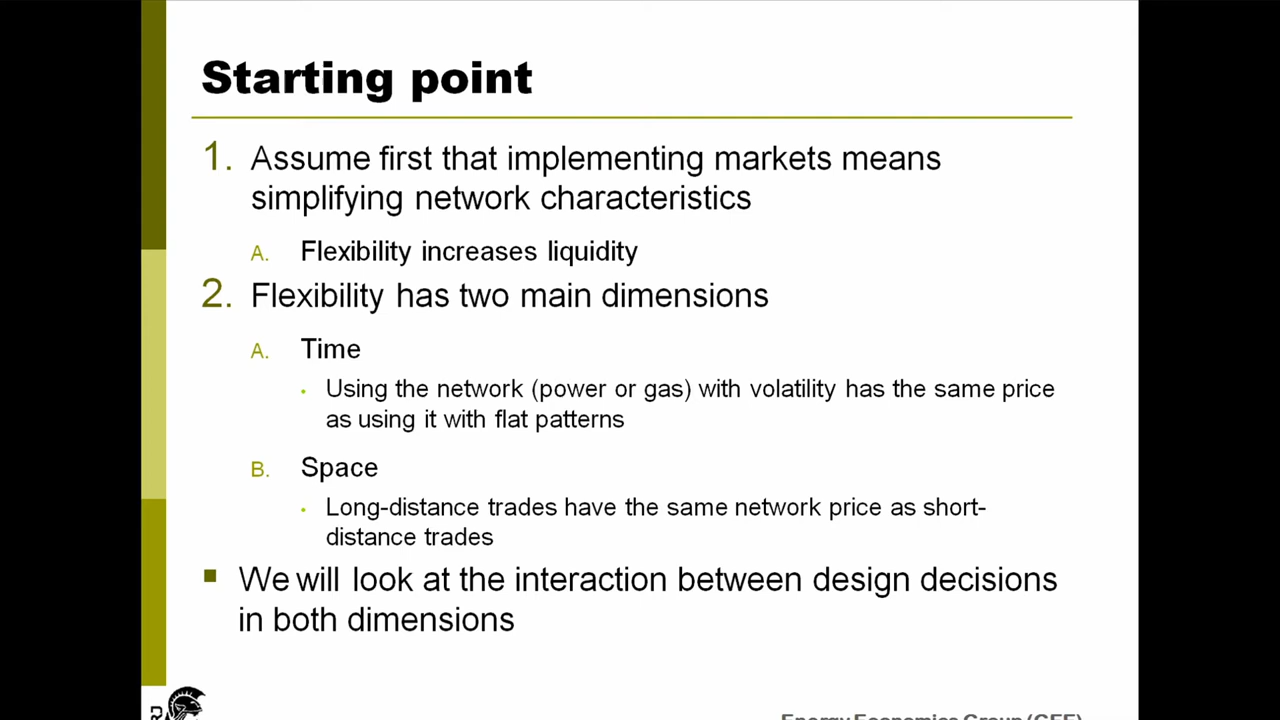 Starting point
1. Assume first that implementing markets means
simplifying network characteristics
A. Flexibility increases liquidity
2. Flexibility has two main dimensions
A. Time
• Using the network (power or gas) with volatility has the same price
as using it with flat patterns
B. Space
• Long-distance trades have the same network price as short-
distance trades
■ We will look at the interaction between design decisions
in both dimensions
RJ
Energy Economics Group (GEE)